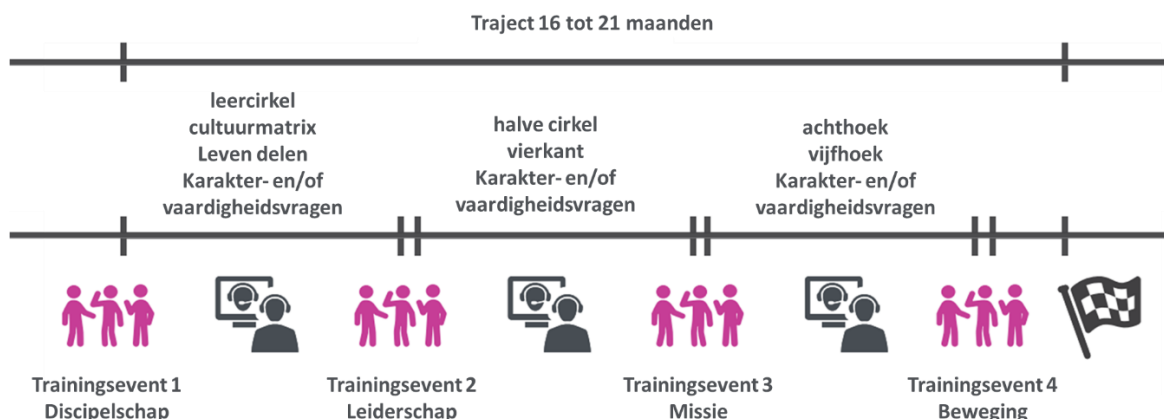 Traject 16 tot 21 maanden
leercirkel
cultuurmatrix
Leven delen
Karakter- en/of
vaardigheidsvragen
halve cirkel
vierkant
Karakter- en/of
vaardigheidsvragen
achthoek
vijfhoek
Karakter- en/of
vaardigheidsvragen
Trainingsevent 1
Discipelschap
Trainingsevent 2
Leiderschap
Trainingsevent 3
Missie
Trainingsevent 4
Beweging